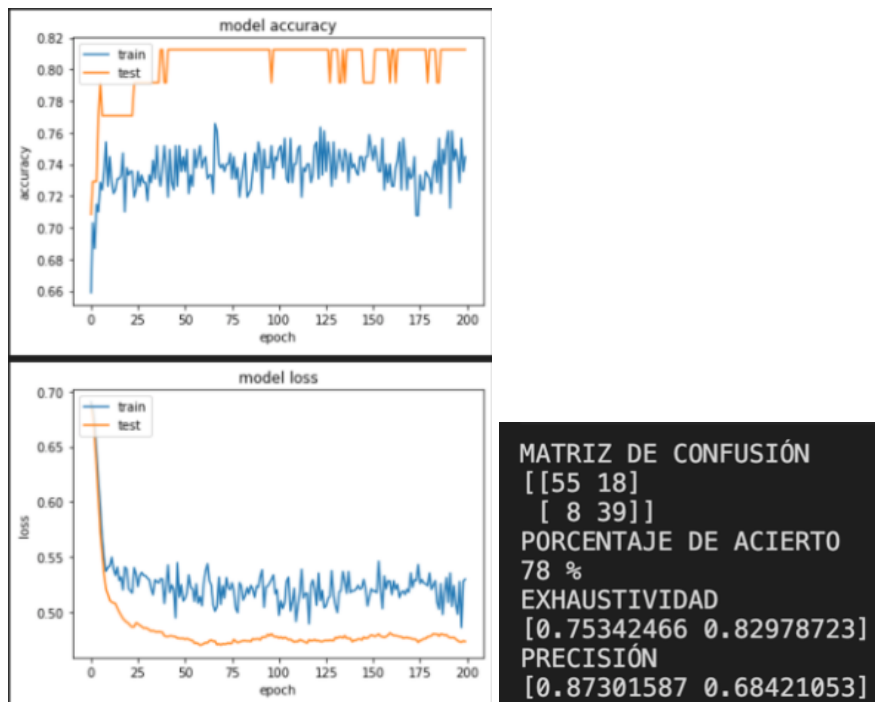 model accuracy
0.82
0.80
0.78
0.76
0.74
0.72
0.70
0.68
0.66
accuracy
train
test
0 25 50 75 100 125 150 175 200
epoch
model loss
0.70
0.65
0.60
0.55
0.50
loss
train
test
0 25 50 75 100 125 150 175 200
epoch
MATRIZ DE CONFUSIÓN
[[55 18]
[ 8 39]]
PORCENTAJE DE ACIERTO
78 %
EXHAUSTIVIDAD
[0.75342466 0.82978723]
PRECISIÓN
[0.87301587 0.68421053]